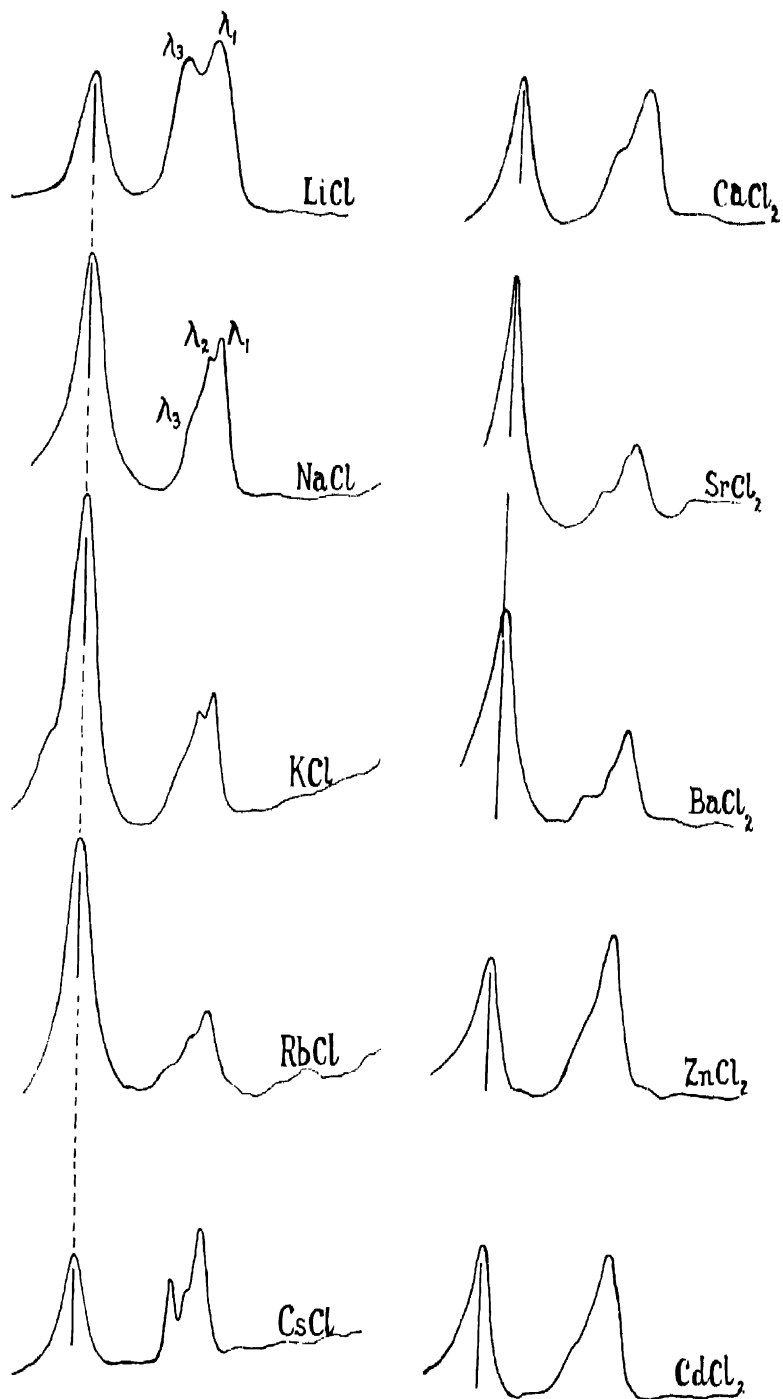 λ₃ λ₁
LiCl
λ₂ λ₁
λ₃
NaCl
KCl
RbCl
CsCl
CaCl₂
SrCl₂
BaCl₂
ZnCl₂
CdCl₂